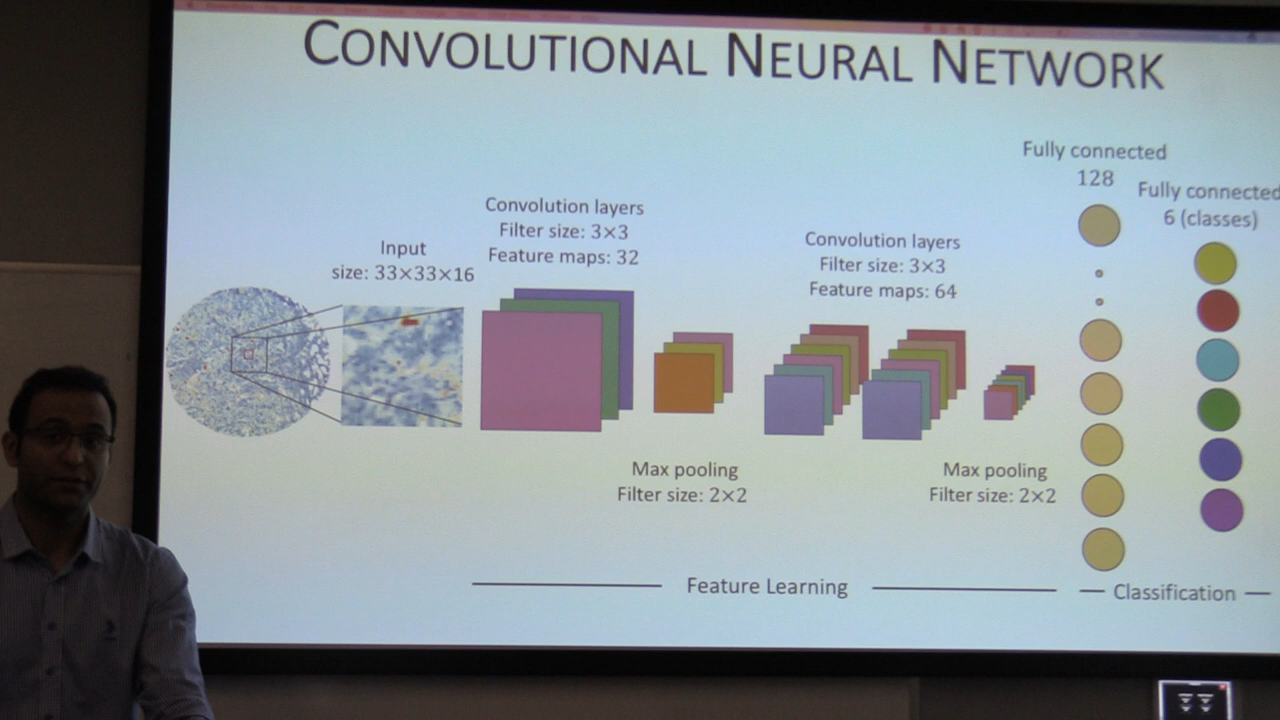 CONVOLUTIONAL NEURAL NETWORK
Fully connected
128
Fully connected
6 (classes)
Convolution layers
Filter size: 3×3
Feature maps: 32
Input
size: 33×33×16
Convolution layers
Filter size: 3×3
Feature maps: 64
Max pooling
Filter size: 2×2
Max pooling
Filter size: 2×2
Feature Learning
Classification